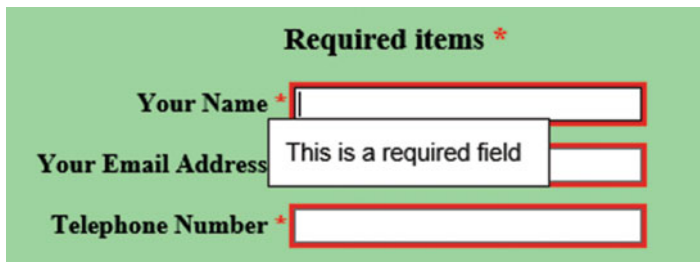 Required items *
Your Name *
This is a required field
Your Email Address
Telephone Number *